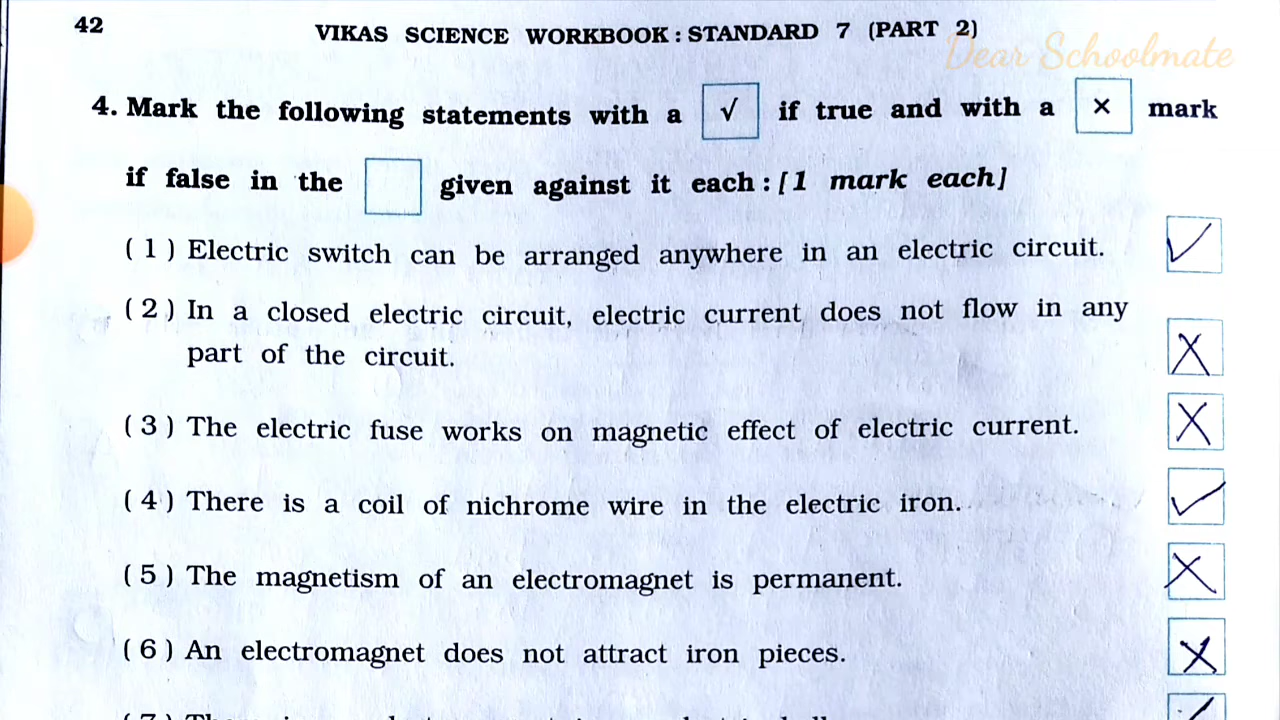 42
VIKAS SCIENCE WORKBOOK : STANDARD 7 (PART 2)
Dear Schoolmate
4. Mark the following statements with a √ if true and with a × mark
if false in the given against it each : [1 mark each]
( 1 ) Electric switch can be arranged anywhere in an electric circuit. ✓
( 2 ) In a closed electric circuit, electric current does not flow in any
part of the circuit. X
( 3 ) The electric fuse works on magnetic effect of electric current. X
( 4 ) There is a coil of nichrome wire in the electric iron. ✓
( 5 ) The magnetism of an electromagnet is permanent. X
( 6 ) An electromagnet does not attract iron pieces. X